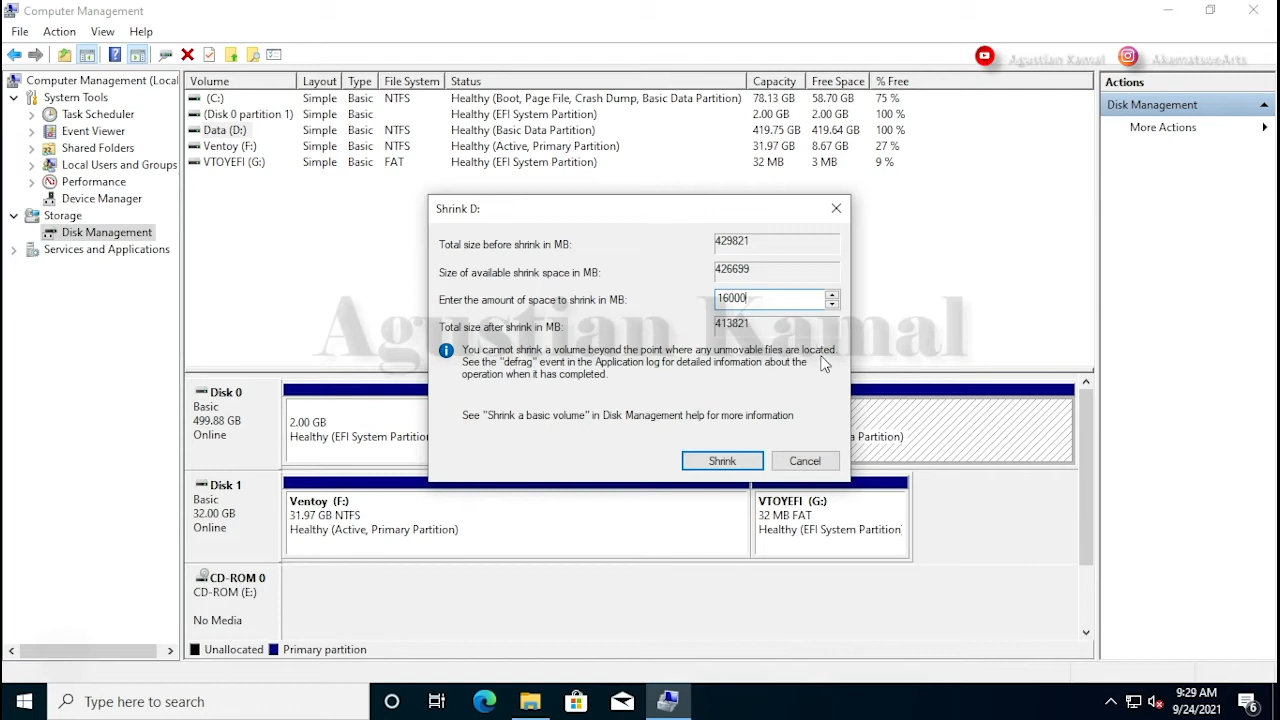 Computer Management
File Action View Help
Agustian Kamal
AkamatsuoArts
Computer Management (Local
System Tools
Task Scheduler
Event Viewer
Shared Folders
Local Users and Groups
Performance
Device Manager
Storage
Disk Management
Services and Applications
Volume Layout Type File System Status Capacity Free Space % Free
(C:) Simple Basic NTFS Healthy (Boot, Page File, Crash Dump, Basic Data Partition) 78.13 GB 58.70 GB 75 %
(Disk 0 partition 1) Simple Basic Healthy (EFI System Partition) 2.00 GB 2.00 GB 100 %
Data (D:) Simple Basic NTFS Healthy (Basic Data Partition) 419.75 GB 419.64 GB 100 %
Ventoy (F:) Simple Basic NTFS Healthy (Active, Primary Partition) 31.97 GB 8.67 GB 27 %
VTOYEFI (G:) Simple Basic FAT Healthy (EFI System Partition) 32 MB 3 MB 9 %
Actions
Disk Management
More Actions
Shrink D:
Total size before shrink in MB: 429821
Size of available shrink space in MB: 426699
Enter the amount of space to shrink in MB: 16000
Total size after shrink in MB: 413821
Agustian Kamal
You cannot shrink a volume beyond the point where any unmovable files are located.
See the "defrag" event in the Application log for detailed information about the
operation when it has completed.
See "Shrink a basic volume" in Disk Management help for more information
Shrink Cancel
Disk 0
Basic
499.88 GB
Online
2.00 GB
Healthy (EFI System Partitio
a Partition)
Disk 1
Basic
32.00 GB
Online
Ventoy (F:)
31.97 GB NTFS
Healthy (Active, Primary Partition)
VTOYEFI (G:)
32 MB FAT
Healthy (EFI System Partition
CD-ROM 0
CD-ROM (E:)
No Media
Unallocated Primary partition
Type here to search
9:29 AM
9/24/2021
6